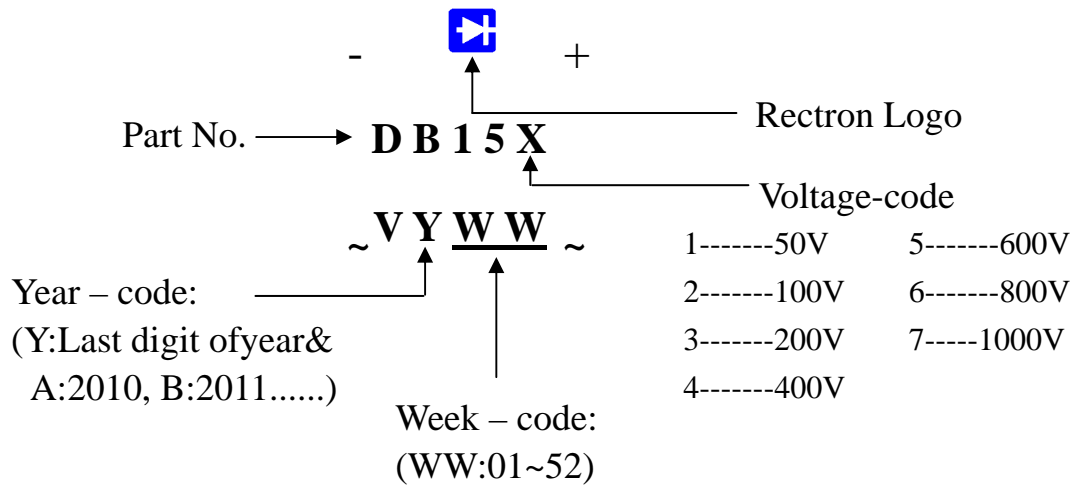 - +
Rectron Logo
Part No. D B 1 5 X
Voltage-code
~ V Y W W ~
1-------50V 5-------600V
Year – code:
2-------100V 6-------800V
(Y:Last digit ofyear&
3-------200V 7-----1000V
A:2010, B:2011......)
4-------400V
Week – code:
(WW:01~52)